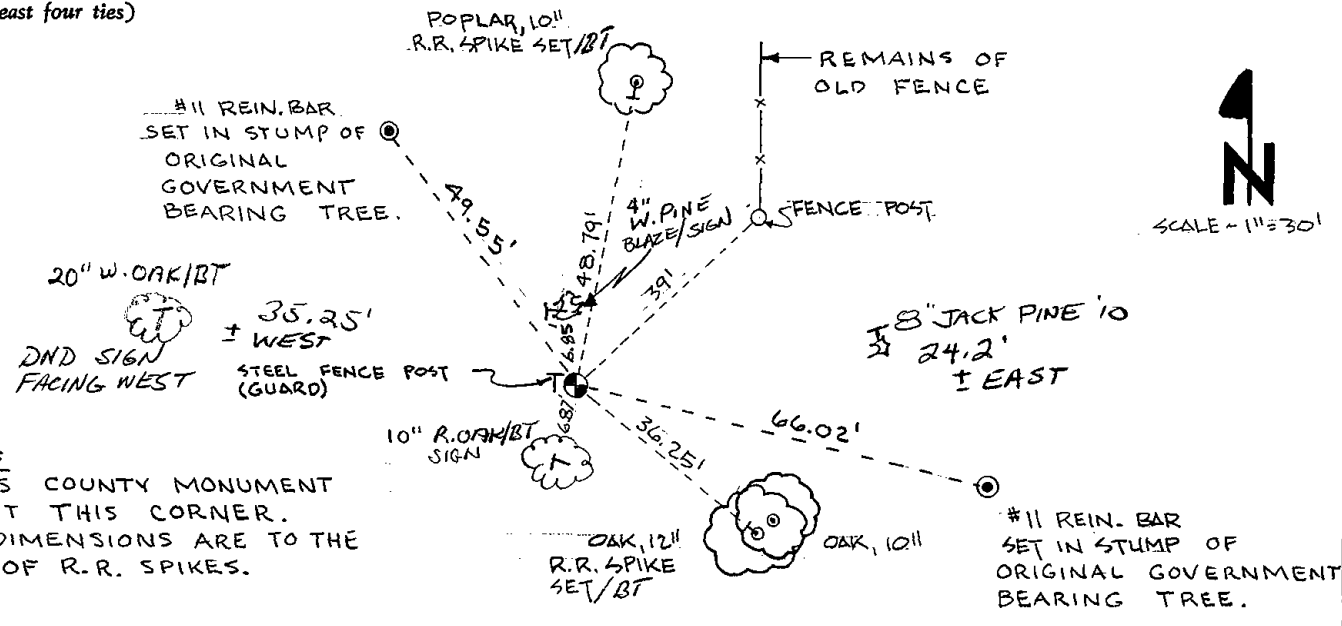 east four ties)
POPLAR, 10"
R.R. SPIKE SET/BT
REMAINS OF
OLD FENCE
#11 REIN. BAR
SET IN STUMP OF
ORIGINAL
GOVERNMENT
BEARING TREE.
N
SCALE ~ 1"=30'
49.55'
48.79'
4"
W. PINE
BLAZE/SIGN
FENCE POST
39'
20" W. OAK/BT
± 35.25'
WEST
DND SIGN
FACING WEST
STEEL FENCE POST
(GUARD)
T
6.85
8" JACK PINE '10
24.2'
± EAST
6.87'
10" R.OAK/BT
SIGN
36.25'
66.02'
S COUNTY MONUMENT
T THIS CORNER.
DIMENSIONS ARE TO THE
OF R.R. SPIKES.
OAK, 12"
R.R. SPIKE
SET/BT
OAK, 10"
#11 REIN. BAR
SET IN STUMP OF
ORIGINAL GOVERNMENT
BEARING TREE.